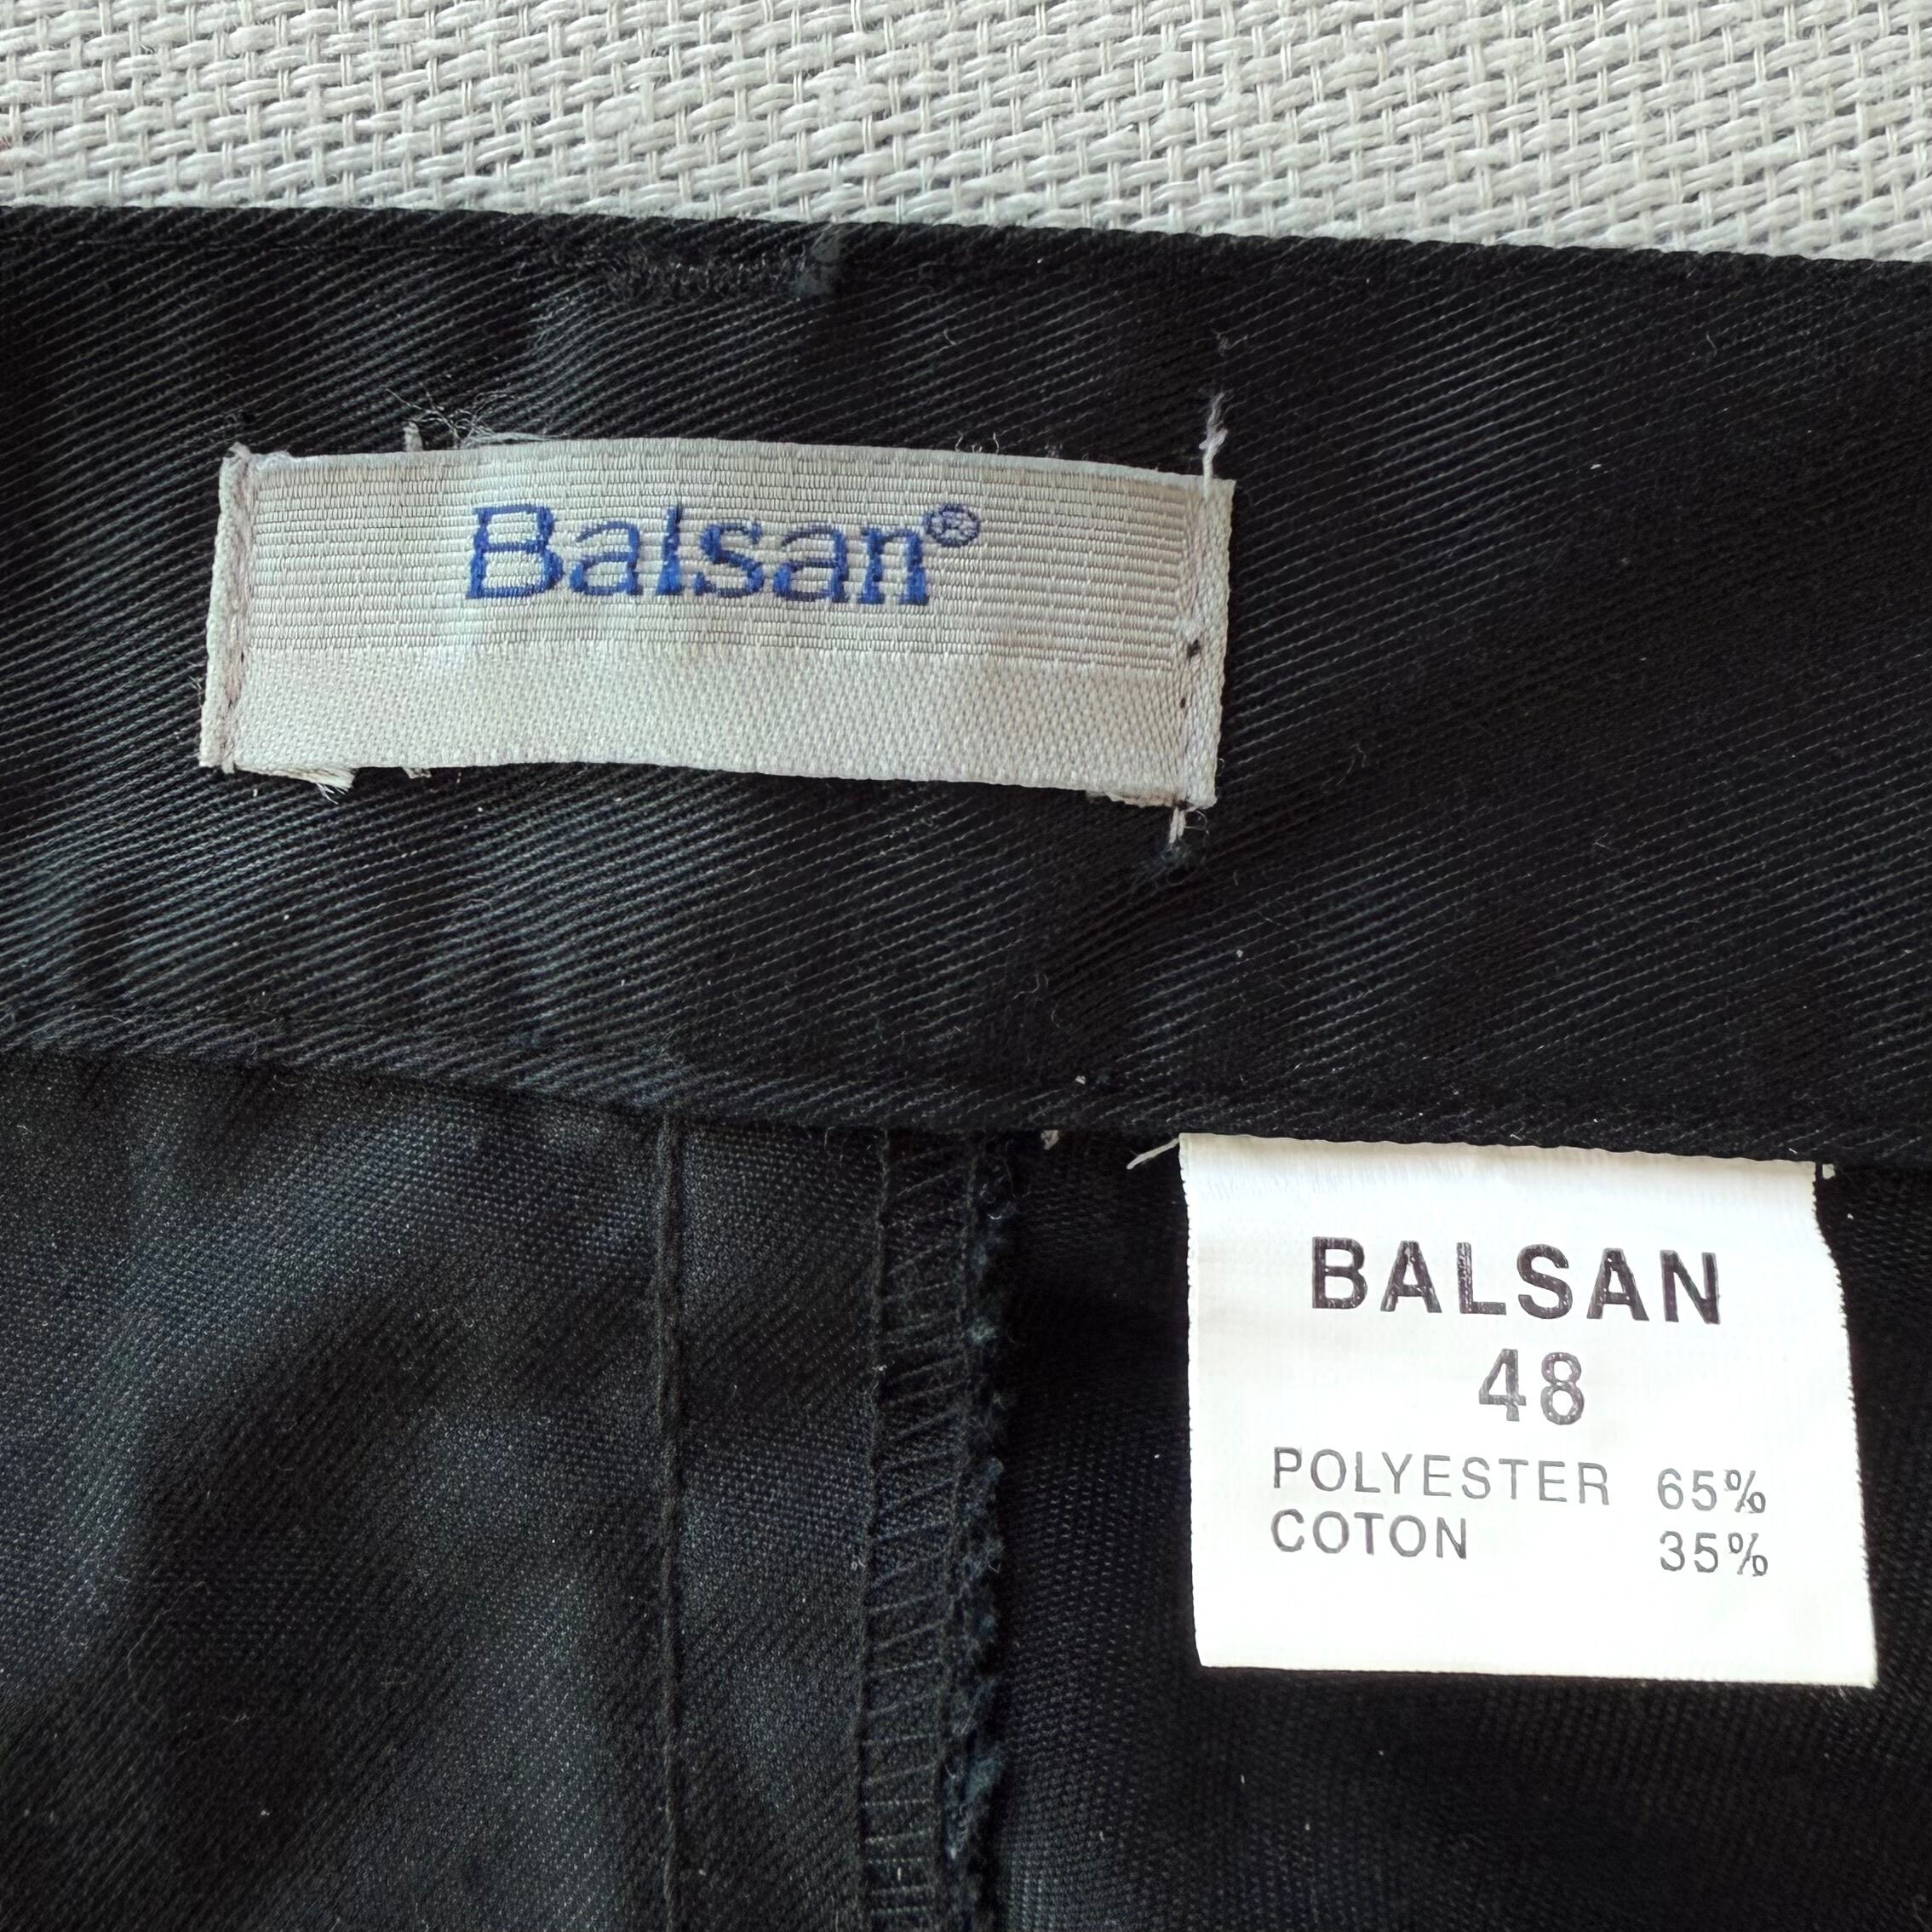 Balsan®
BALSAN
48
POLYESTER 65%
COTON 35%